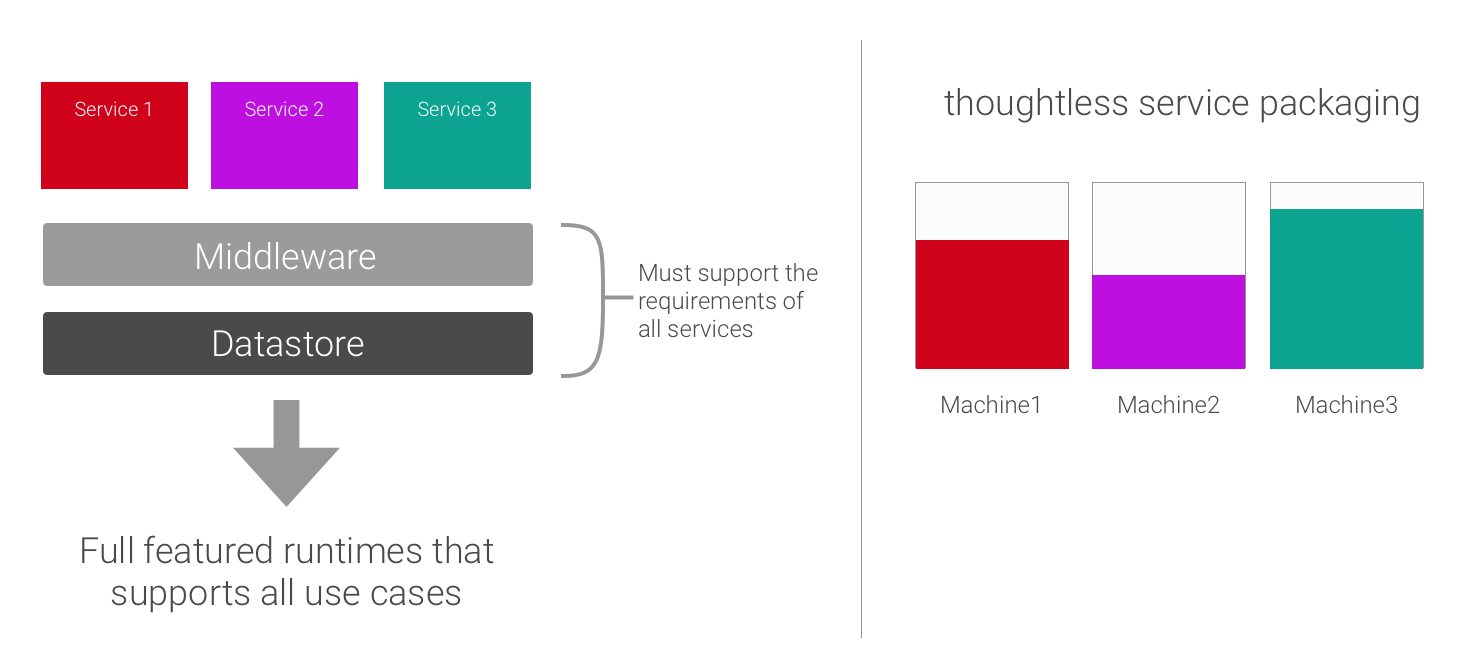 Service 1
Service 2
Service 3
Middleware
Datastore
Must support the
requirements of
all services
Full featured runtimes that
supports all use cases
thoughtless service packaging
Machine1
Machine2
Machine3